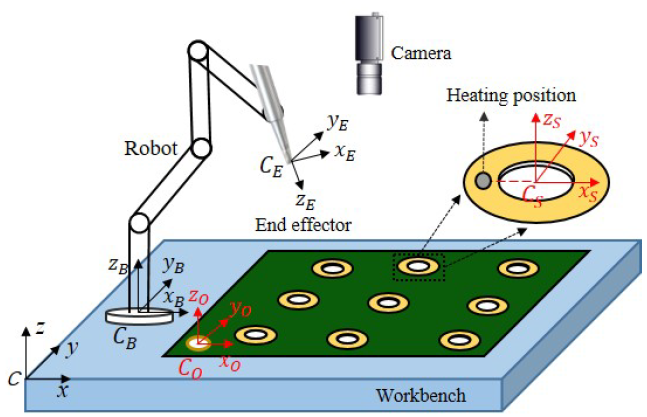 Camera
Heating position
z_S
y_S
y_E
Robot
C_E
x_E
C_S
x_S
z_E
End effector
z_B
y_B
x_B
z_O
y_O
z
C_B
y
C_O
x_O
C
x
Workbench